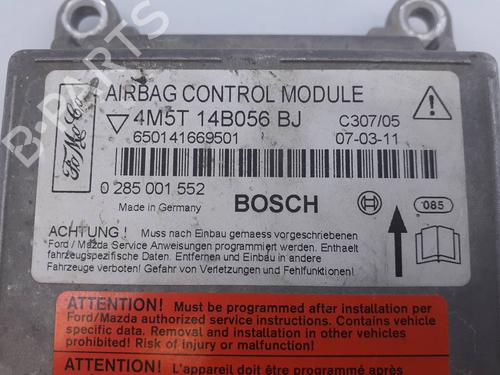 B-PARTS
AIRBAG CONTROL MODULE
4M5T 14B056 BJ
C307/05
650141669501
07-03-11
FoMoCo
0 285 001 552
Made in Germany
BOSCH
085
ACHTUNG! Muss nach Einbau gemaess vorgeschriebenen
Ford / Mazda Service Anweisungen programmiert werden. Enthaelt
fahrzeugspezifische Daten. Entfernen und Einbau in andere
Fahrzeuge verboten! Gefahr von Verletzungen und Fehlfunktionen!
ATTENTION! Must be programmed after installation per
Ford/Mazda authorized service instructions. Contains vehicle
specific data. Removal and installation in other vehicles
prohibited! Risk of injury or malfunction!
ATTENTION! L'appareil doit être programmé après